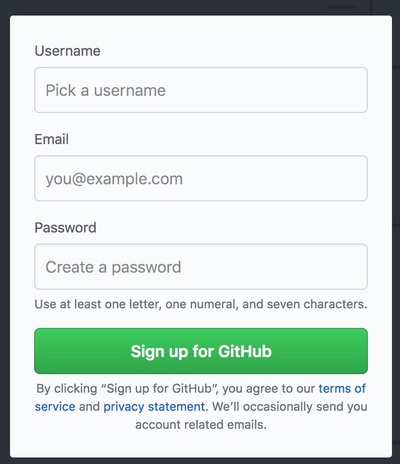 Username
Pick a username
Email
you@example.com
Password
Create a password
Use at least one letter, one numeral, and seven characters.
Sign up for GitHub
By clicking “Sign up for GitHub”, you agree to our terms of
service and privacy statement. We’ll occasionally send you
account related emails.